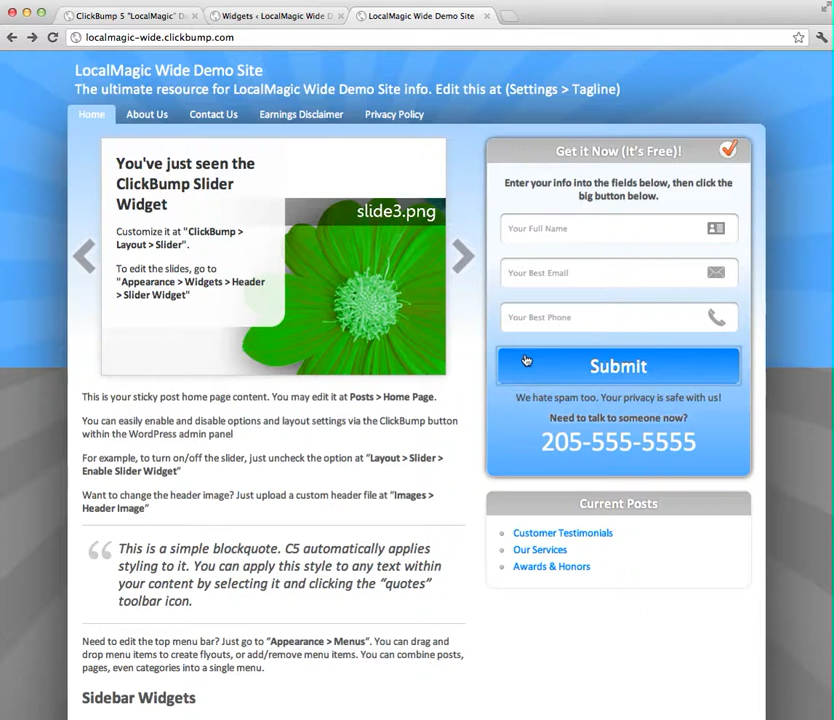 ClickBump 5 "LocalMagic" D
Widgets < LocalMagic Wide D
LocalMagic Wide Demo Site
localmagic-wide.clickbump.com
LocalMagic Wide Demo Site
The ultimate resource for LocalMagic Wide Demo Site info. Edit this at (Settings > Tagline)
Home
About Us
Contact Us
Earnings Disclaimer
Privacy Policy
You've just seen the
ClickBump Slider
Widget
Customize it at "ClickBump >
Layout > Slider".
To edit the slides, go to
"Appearance > Widgets > Header
> Slider Widget"
slide3.png
This is your sticky post home page content. You may edit it at Posts > Home Page.
You can easily enable and disable options and layout settings via the ClickBump button
within the WordPress admin panel
For example, to turn on/off the slider, just uncheck the option at "Layout > Slider >
Enable Slider Widget"
Want to change the header image? Just upload a custom header file at "Images >
Header Image"
This is a simple blockquote. C5 automatically applies
styling to it. You can apply this style to any text within
your content by selecting it and clicking the “quotes”
toolbar icon.
Need to edit the top menu bar? Just go to "Appearance > Menus". You can drag and
drop menu items to create flyouts, or add/remove menu items. You can combine posts,
pages, even categories into a single menu.
Sidebar Widgets
Get it Now (It's Free)!
Enter your info into the fields below, then click the
big button below.
Your Full Name
Your Best Email
Your Best Phone
Submit
We hate spam too. Your privacy is safe with us!
Need to talk to someone now?
205-555-5555
Current Posts
Customer Testimonials
Our Services
Awards & Honors